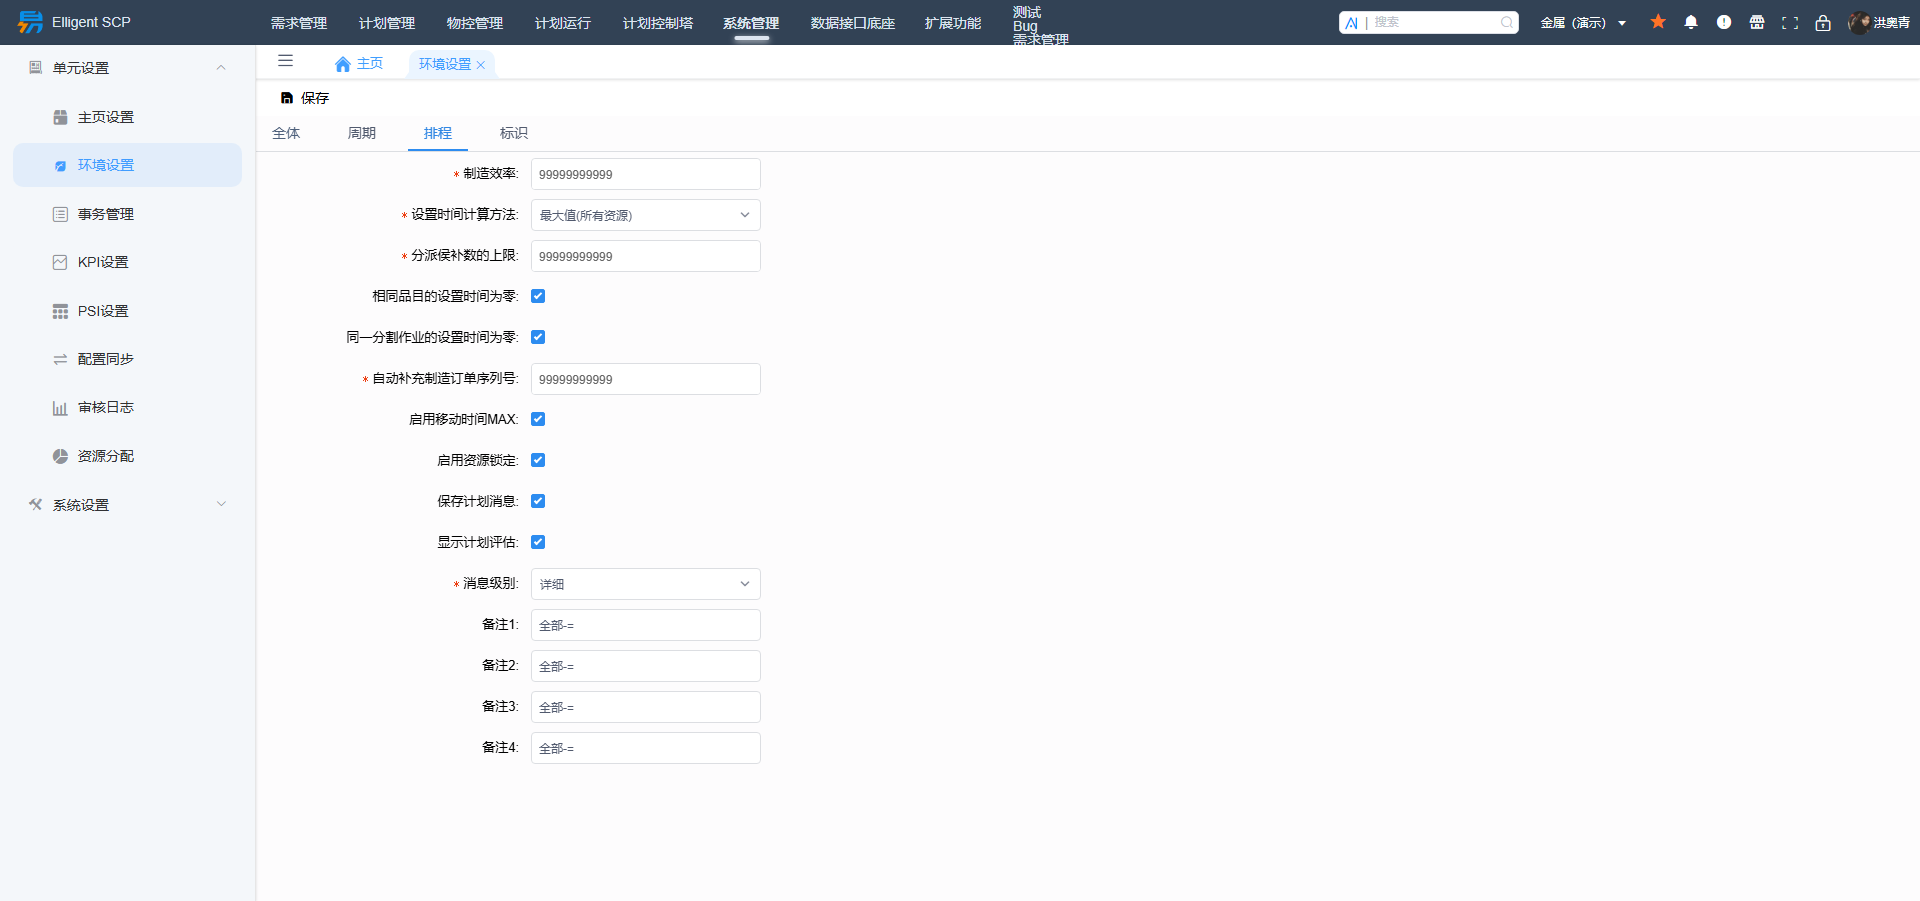 Elligent SCP
需求管理
计划管理
物控管理
计划运行
计划控制塔
系统管理
数据接口底座
扩展功能
测试
Bug
需求管理
AI | 搜索
金属（演示）
洪奥青
单元设置
主页设置
环境设置
事务管理
KPI设置
PSI设置
配置同步
审核日志
资源分配
系统设置
主页
环境设置
保存
全体
周期
排程
标识
* 制造效率: 99999999999
* 设置时间计算方法: 最大值(所有资源)
* 分派侯补数的上限: 99999999999
相同品目的设置时间为零:
同一分割作业的设置时间为零:
* 自动补充制造订单序列号: 99999999999
启用移动时间MAX:
启用资源锁定:
保存计划消息:
显示计划评估:
* 消息级别: 详细
备注1: 全部-=
备注2: 全部-=
备注3: 全部-=
备注4: 全部-=